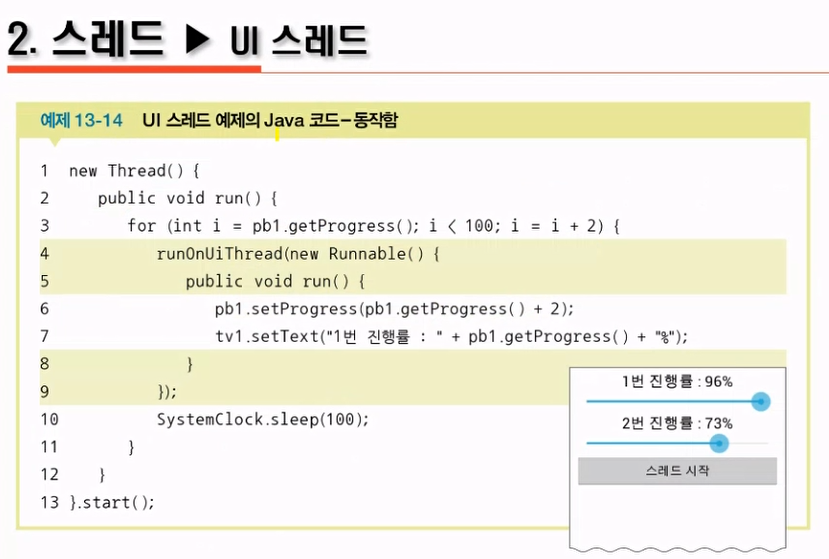 2. 스레드 ▶ UI 스레드
예제 13-14 UI 스레드 예제의 Java 코드-동작함
1 new Thread() {
2 public void run() {
3 for (int i = pb1.getProgress(); i < 100; i = i + 2) {
4 runOnUiThread(new Runnable() {
5 public void run() {
6 pb1.setProgress(pb1.getProgress() + 2);
7 tv1.setText("1번 진행률 : " + pb1.getProgress() + "%");
8 }
9 });
10 SystemClock.sleep(100);
11 }
12 }
13 }.start();
1번 진행률 : 96%
2번 진행률 : 73%
스레드 시작